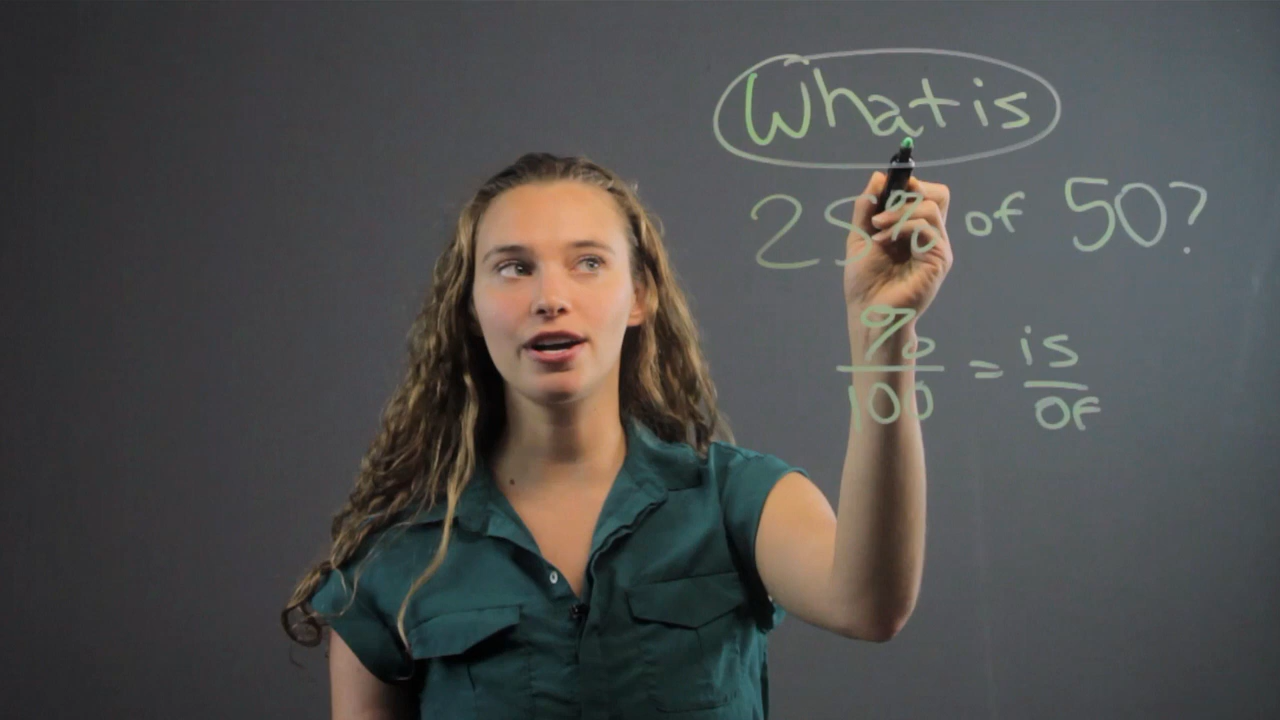 What is
25% of 50?
% = is
100 OF